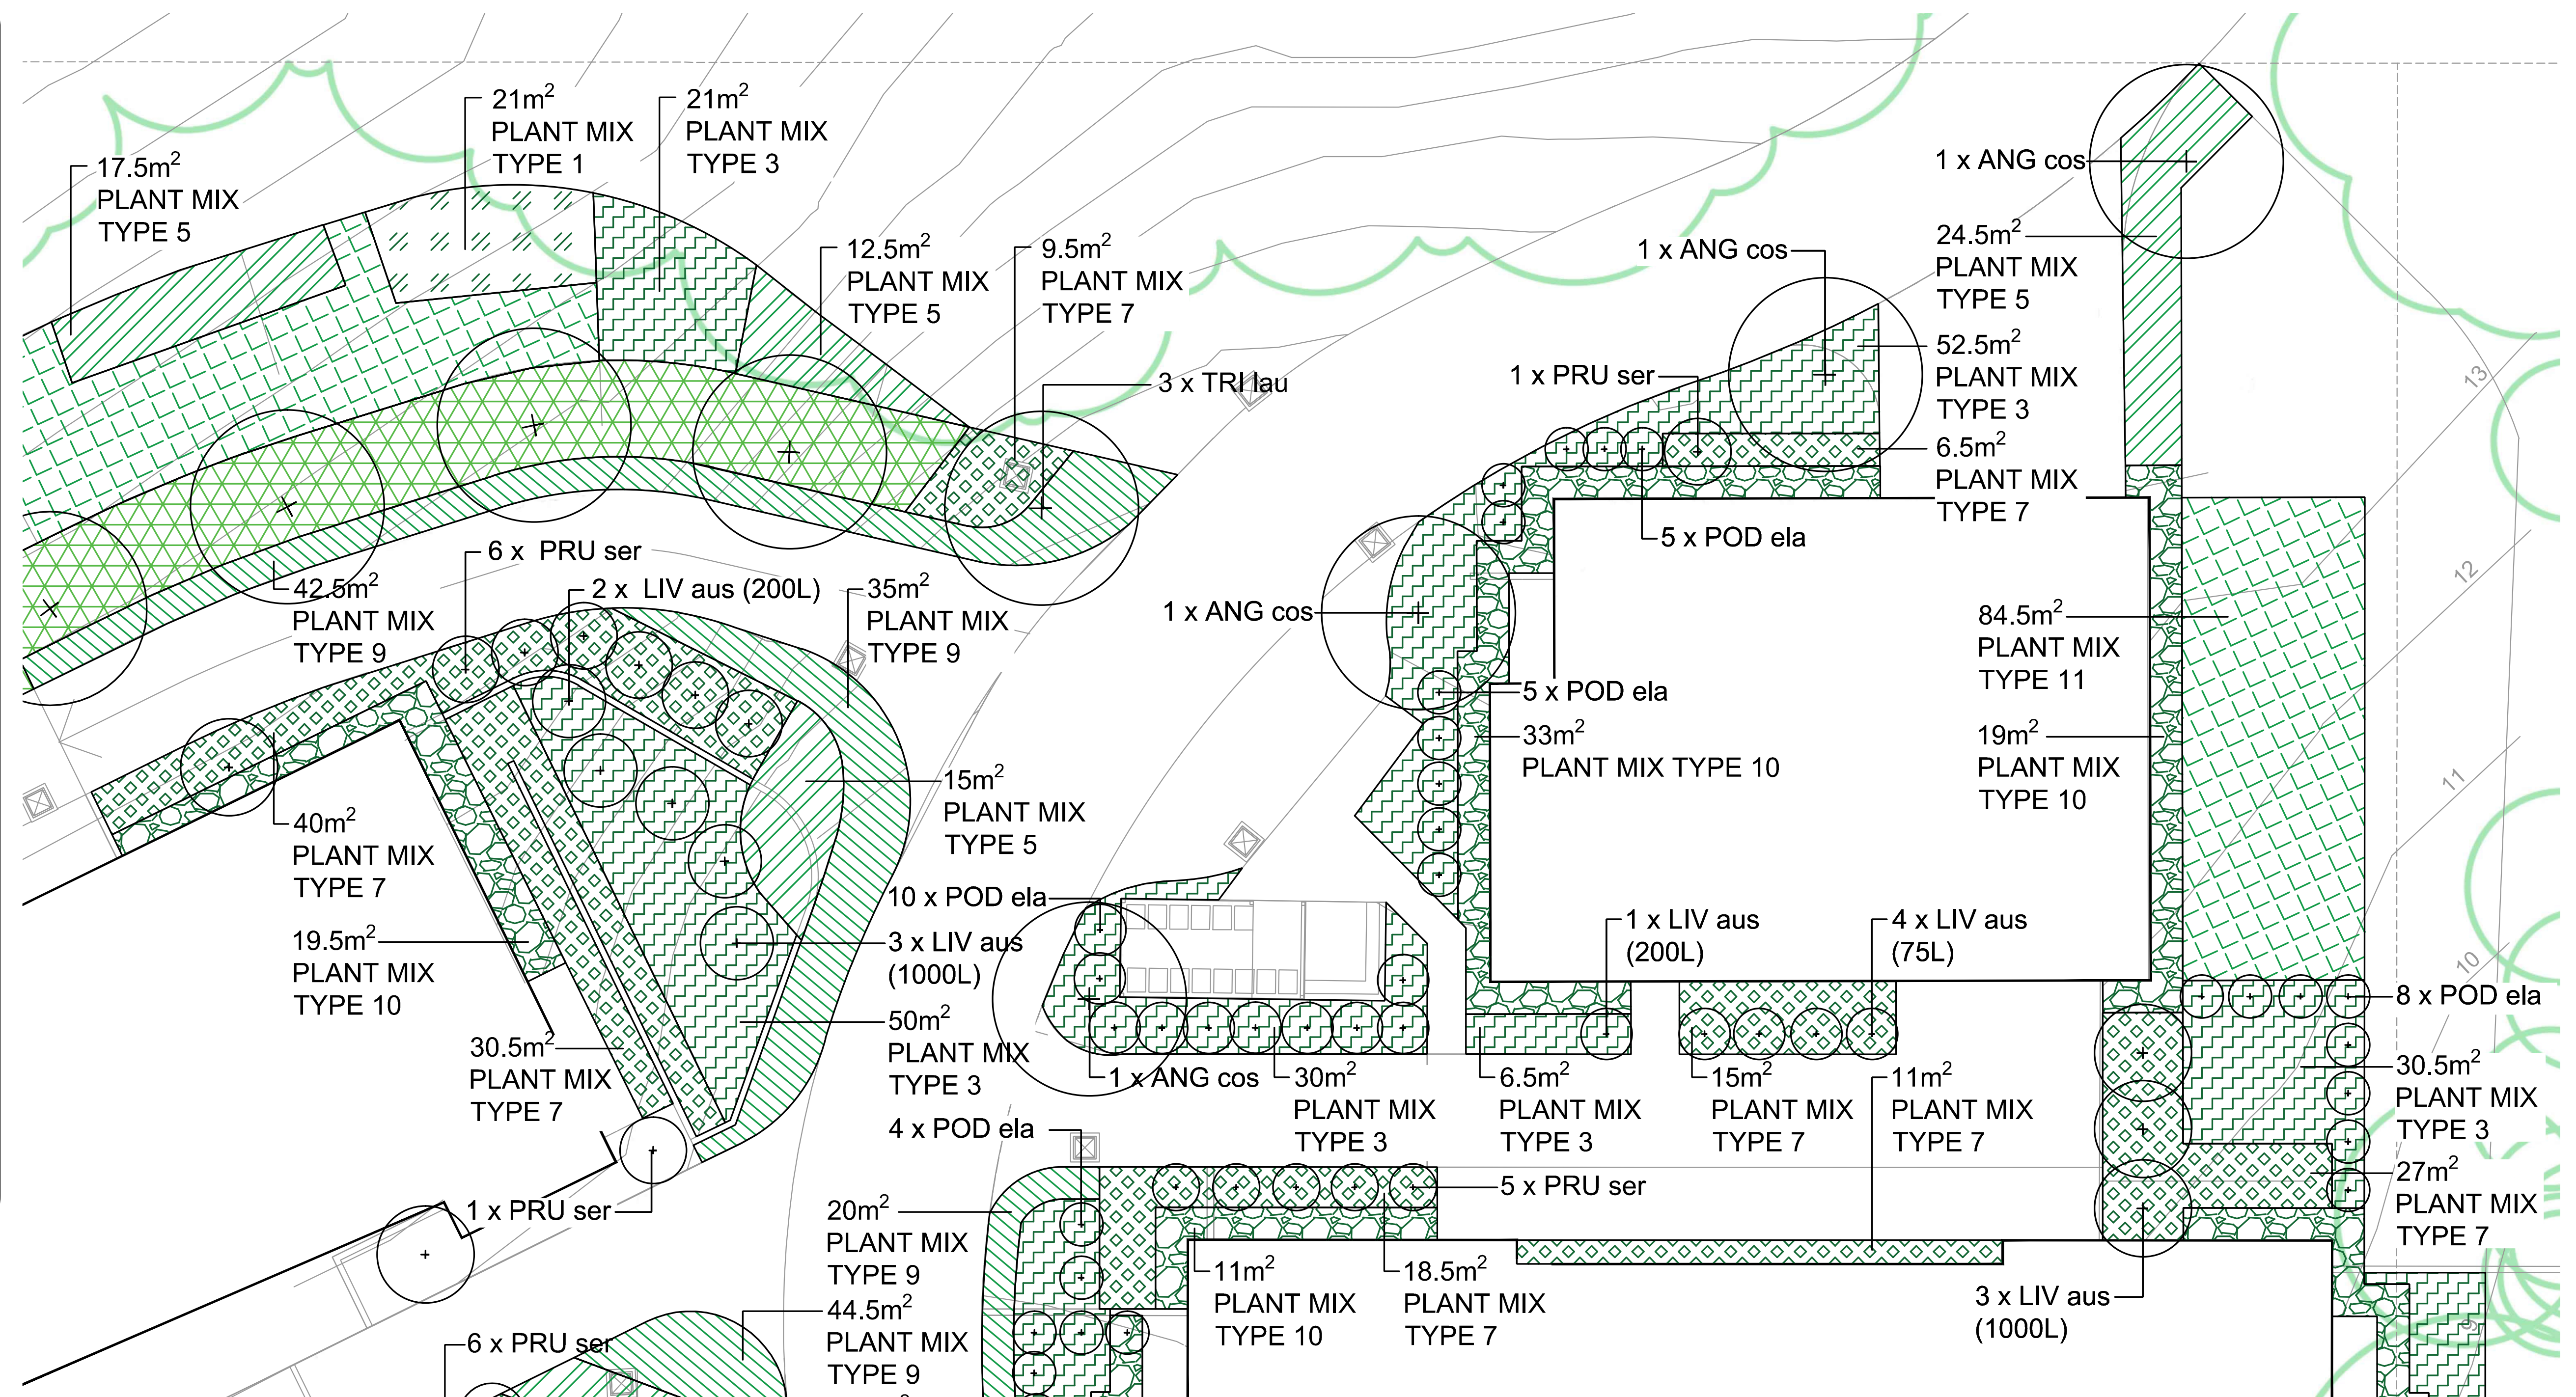 21m²
PLANT MIX
TYPE 1
21m²
PLANT MIX
TYPE 3
17.5m²
PLANT MIX
TYPE 5
12.5m²
PLANT MIX
TYPE 5
9.5m²
PLANT MIX
TYPE 7
3 x TRI lau
1 x ANG cos
1 x ANG cos
24.5m²
PLANT MIX
TYPE 5
52.5m²
PLANT MIX
TYPE 3
1 x PRU ser
6.5m²
PLANT MIX
TYPE 7
5 x POD ela
13
12
11
10
9
6 x PRU ser
2 x LIV aus (200L)
42.5m²
PLANT MIX
TYPE 9
35m²
PLANT MIX
TYPE 9
1 x ANG cos
5 x POD ela
33m²
PLANT MIX TYPE 10
84.5m²
PLANT MIX
TYPE 11
19m²
PLANT MIX
TYPE 10
15m²
PLANT MIX
TYPE 5
40m²
PLANT MIX
TYPE 7
10 x POD ela
3 x LIV aus
(1000L)
19.5m²
PLANT MIX
TYPE 10
1 x LIV aus
(200L)
4 x LIV aus
(75L)
8 x POD ela
50m²
PLANT MIX
TYPE 3
30.5m²
PLANT MIX
TYPE 7
1 x ANG cos
30m²
PLANT MIX
TYPE 3
6.5m²
PLANT MIX
TYPE 3
15m²
PLANT MIX
TYPE 7
11m²
PLANT MIX
TYPE 7
30.5m²
PLANT MIX
TYPE 3
4 x POD ela
27m²
PLANT MIX
TYPE 7
5 x PRU ser
1 x PRU ser
20m²
PLANT MIX
TYPE 9
11m²
PLANT MIX
TYPE 10
18.5m²
PLANT MIX
TYPE 7
3 x LIV aus
(1000L)
44.5m²
PLANT MIX
TYPE 9
6 x PRU ser